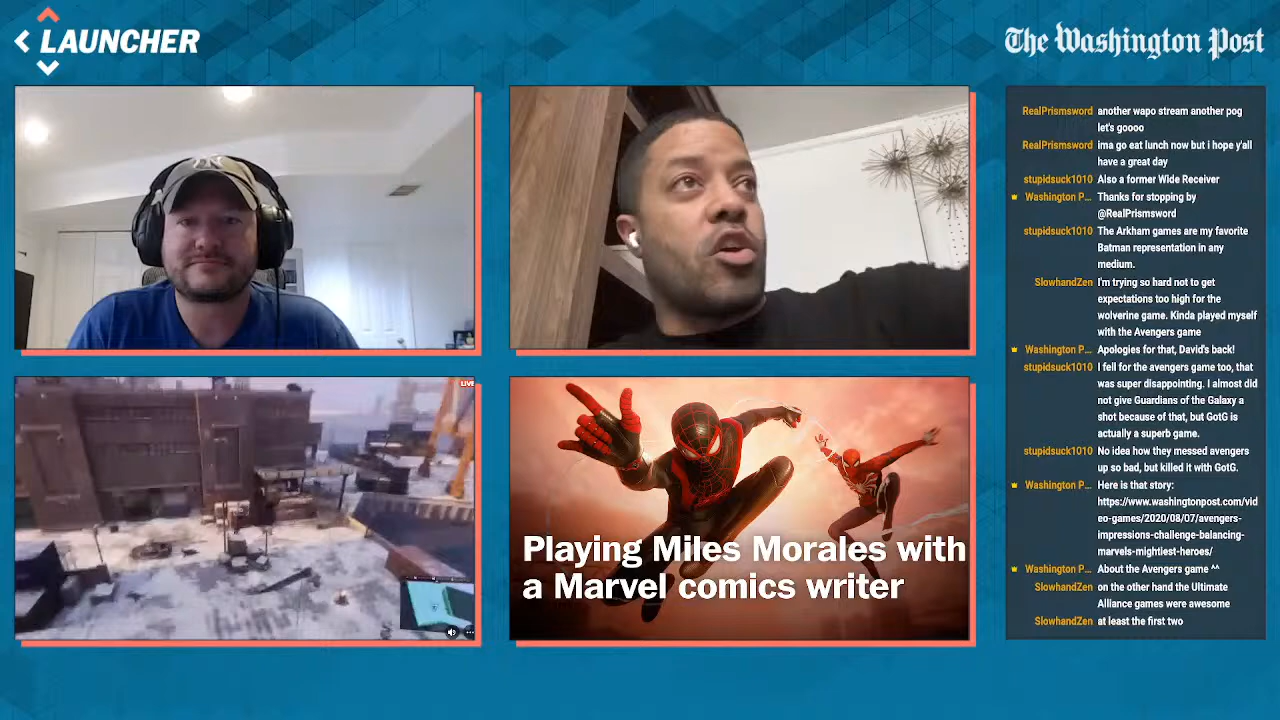 LAUNCHER
The Washington Post
LIVE
Playing Miles Morales with
a Marvel comics writer
RealPrismsword another wapo stream another pog
let's goooo
RealPrismsword ima go eat lunch now but i hope y'all
have a great day
stupidsuck1010 Also a former Wide Receiver
Washington P... Thanks for stopping by
@RealPrismsword
stupidsuck1010 The Arkham games are my favorite
Batman representation in any
medium.
SlowhandZen I'm trying so hard not to get
expectations too high for the
wolverine game. Kinda played myself
with the Avengers game
Washington P... Apologies for that, David's back!
stupidsuck1010 I fell for the avengers game too, that
was super disappointing. I almost did
not give Guardians of the Galaxy a
shot because of that, but GotG is
actually a superb game.
stupidsuck1010 No idea how they messed avengers
up so bad, but killed it with GotG.
Washington P... Here is that story:
https://www.washingtonpost.com/vid
eo-games/2020/08/07/avengers-
impressions-challenge-balancing-
marvels-mightiest-heroes/
Washington P... About the Avengers game ^^
SlowhandZen on the other hand the Ultimate
Alliance games were awesome
SlowhandZen at least the first two